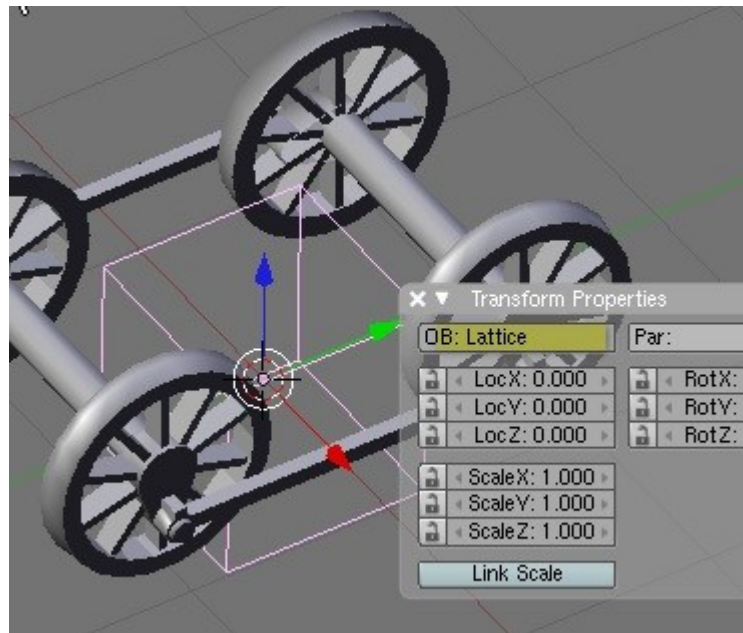 Transform Properties
OB: Lattice Par:
LocX: 0.000 RotX:
LocY: 0.000 RotY:
LocZ: 0.000 RotZ:
ScaleX: 1.000
ScaleY: 1.000
ScaleZ: 1.000
Link Scale